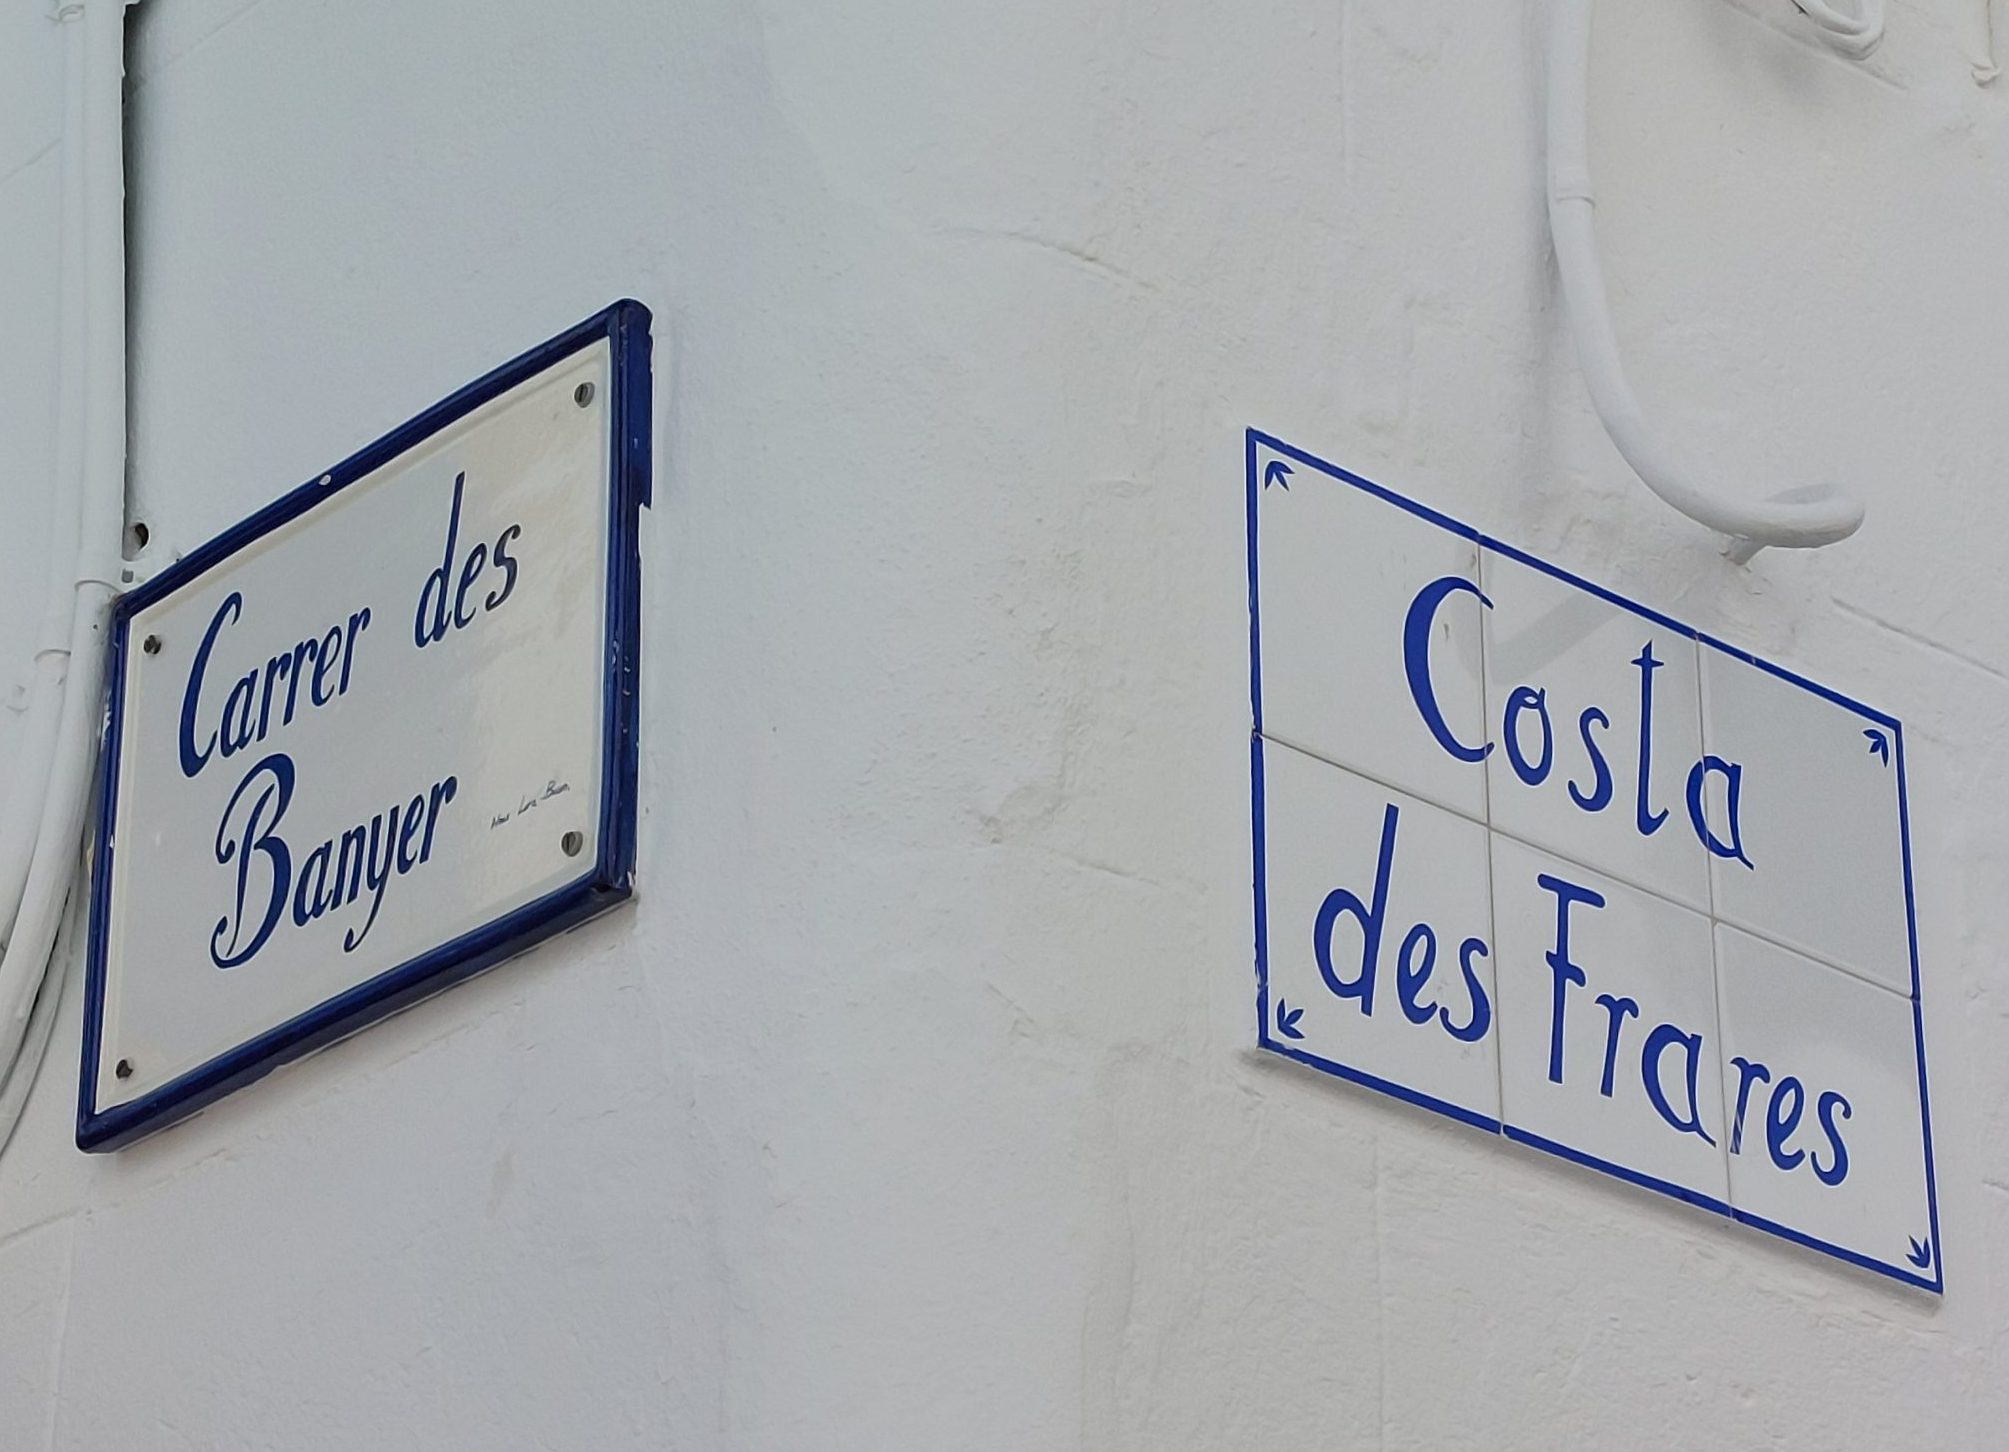 Carrer des
Banyer
Costa
des Frares